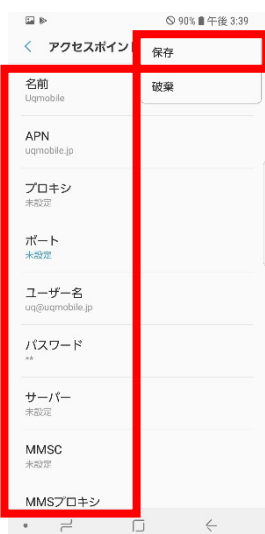 90% 午後 3:39
アクセスポイント
保存
破棄
名前
Uqmobile
APN
uqmobile.jp
プロキシ
未設定
ポート
未設定
ユーザー名
uq@uqmobile.jp
パスワード
**
サーバー
未設定
MMSC
未設定
MMSプロキシ